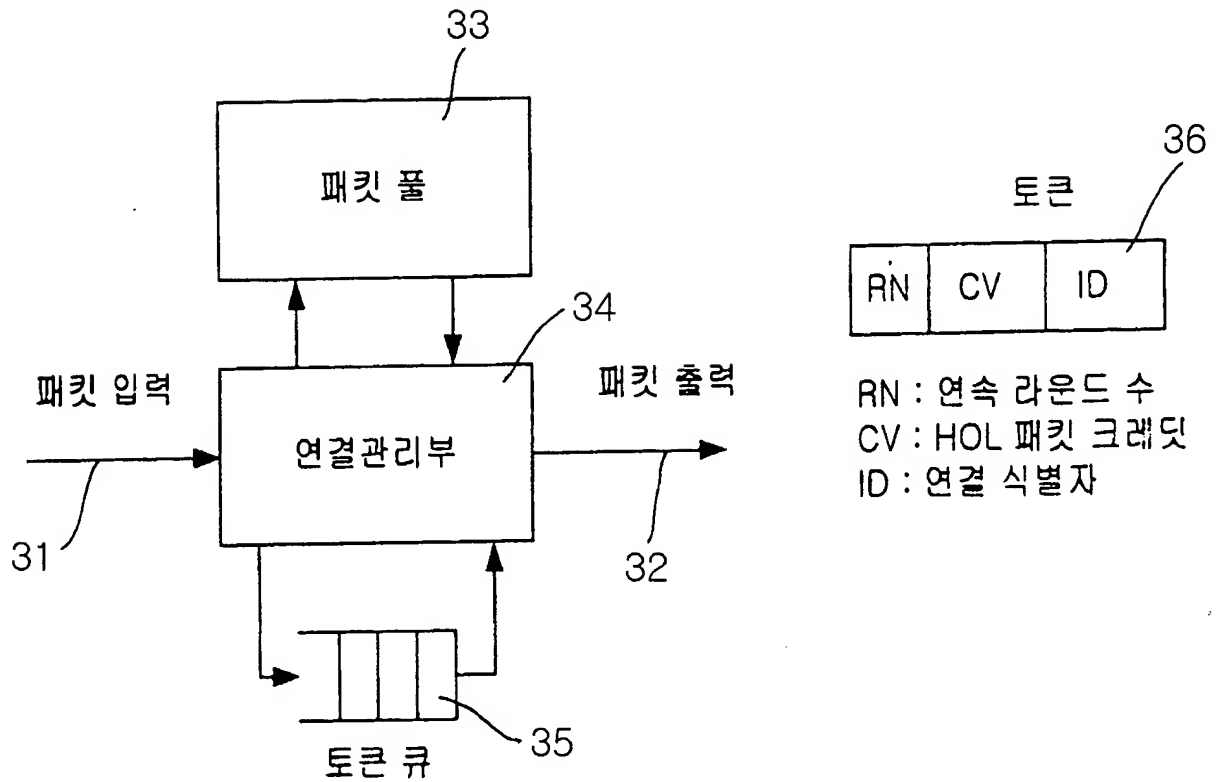 33
패킷 풀
36
토큰
RN CV ID
34
패킷 입력
패킷 출력
연결관리부
RN : 연속 라운드 수
CV : HOL 패킷 크레딧
ID : 연결 식별자
31
32
35
토큰 큐